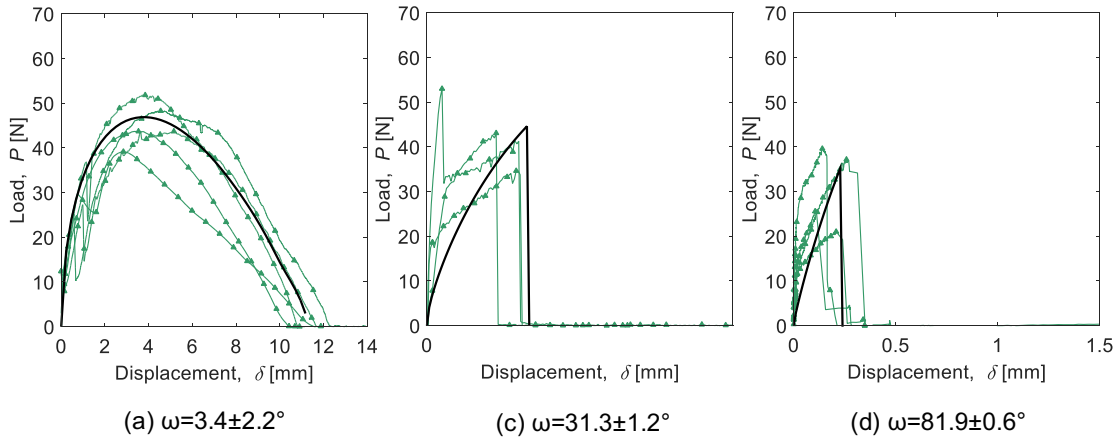 70
60
50
40
30
20
10
0
Load, P [N]
0 2 4 6 8 10 12 14
Displacement, δ [mm]
(a) ω=3.4±2.2°
70
60
50
40
30
20
10
0
Load, P [N]
0
Displacement, δ [mm]
(c) ω=31.3±1.2°
70
60
50
40
30
20
10
0
Load, P [N]
0 0.5 1 1.5
Displacement, δ [mm]
(d) ω=81.9±0.6°